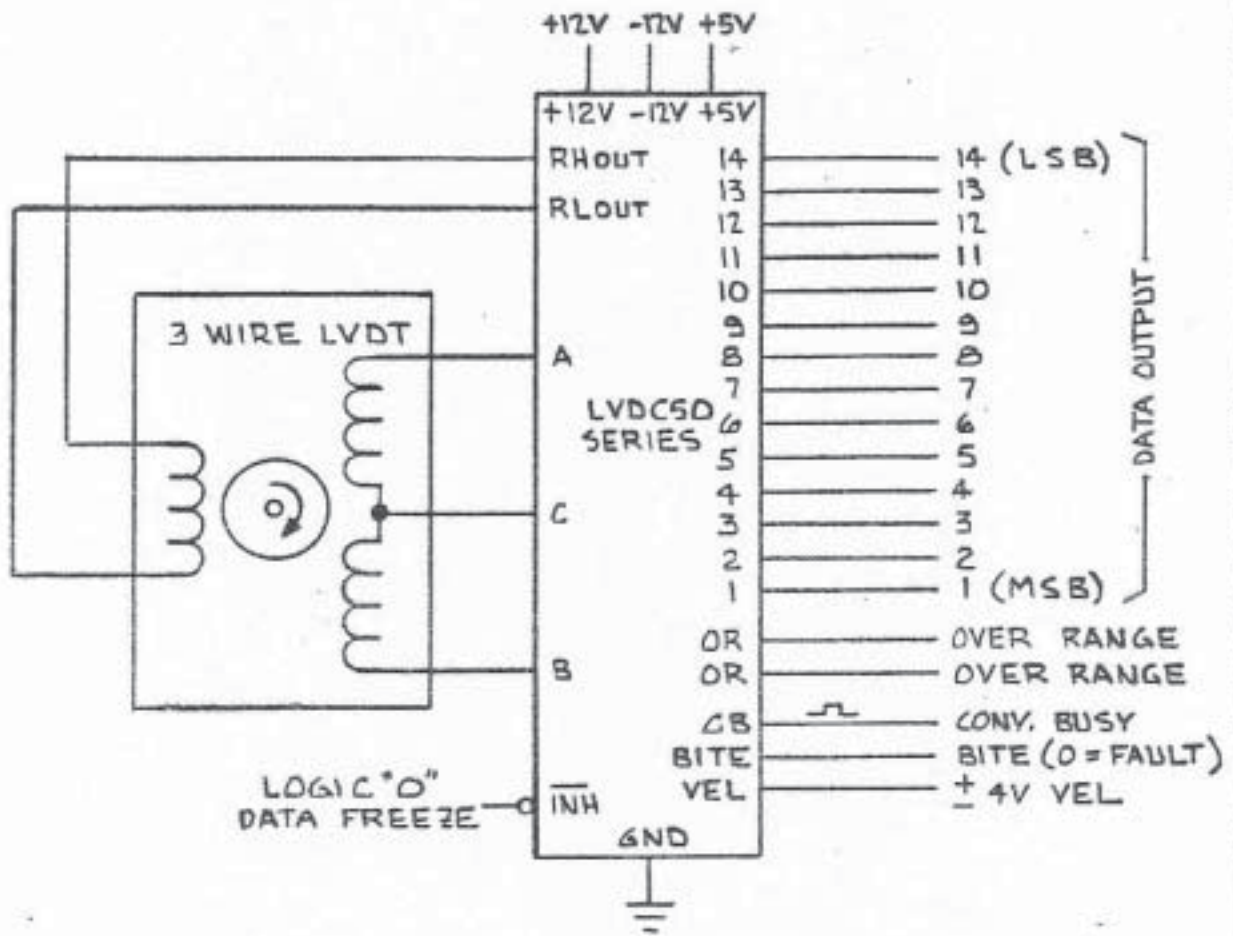 +12V -12V +5V
+12V -12V +5V
RHOUT
RLOUT
3 WIRE LVDT
A
C
B
LVDCSD
SERIES
LOGIC "0"
DATA FREEZE
INH
GND
14
13
12
11
10
9
8
7
6
5
4
3
2
1
OR
OR
CB
BITE
VEL
14 (LSB)
13
12
11
10
9
8
7
6
5
4
3
2
1 (MSB)
DATA OUTPUT
OVER RANGE
OVER RANGE
CONV. BUSY
BITE (0 = FAULT)
± 4V VEL